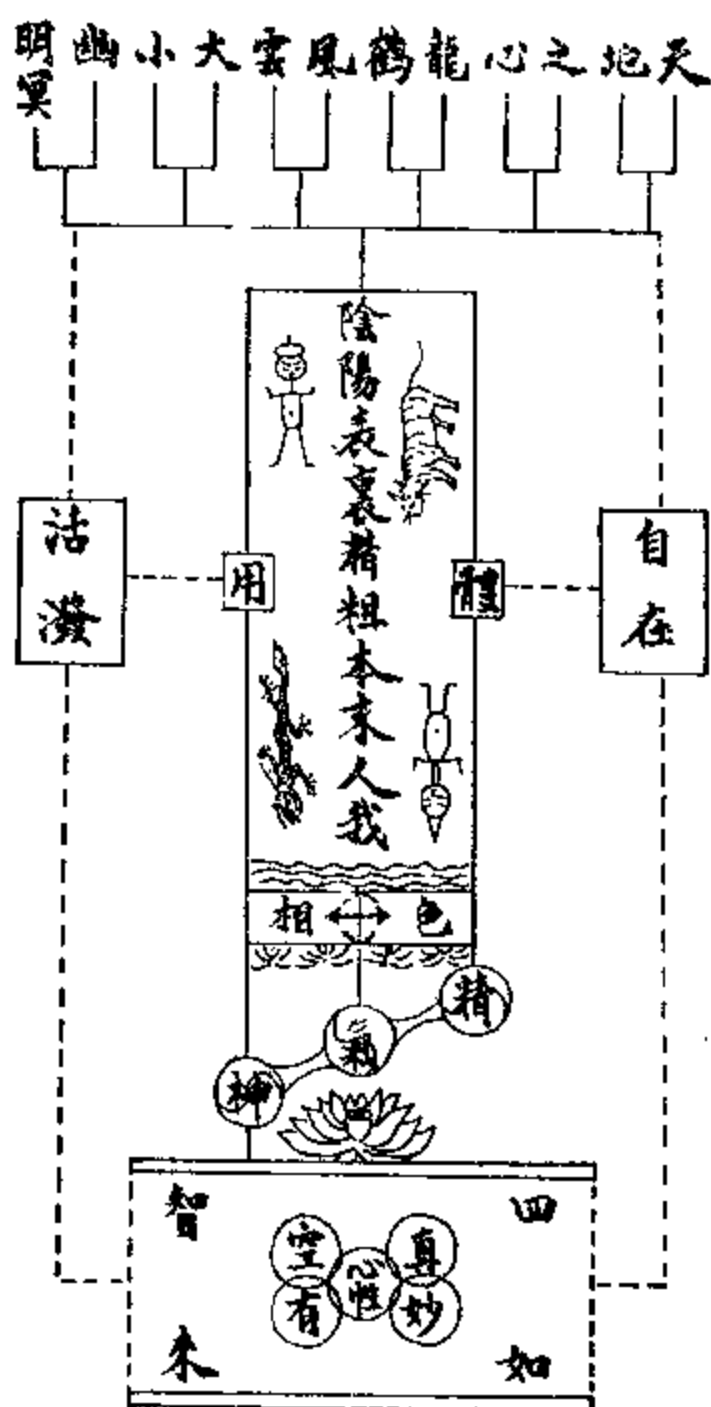 天地之心龍鶴風雲大小幽明冥
陰陽表裏精粗本末人我
自在
體
用
活潑
色
相
精
氣
神
四
如
智
來
真
妙
心性
空
有